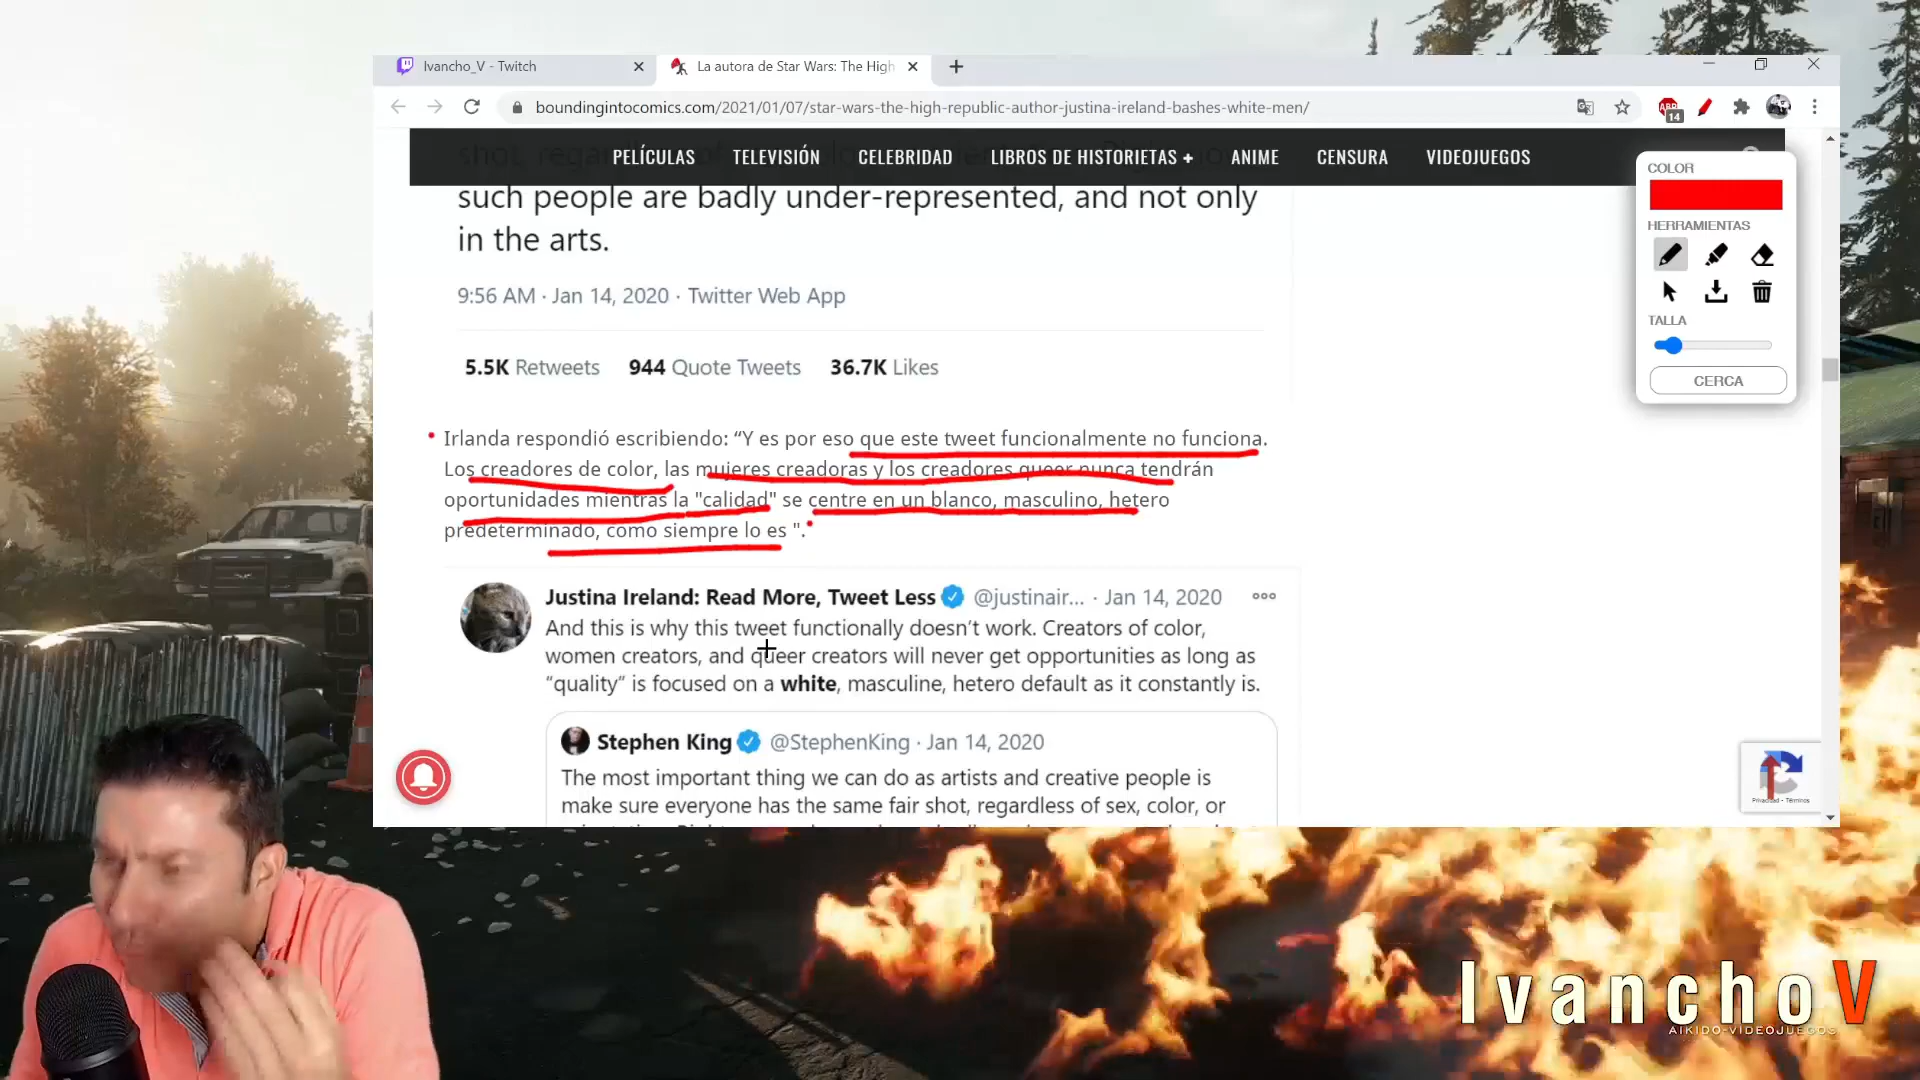 Ivancho_V - Twitch
La autora de Star Wars: The High
boundingintocomics.com/2021/01/07/star-wars-the-high-republic-author-justina-ireland-bashes-white-men/
14
PELÍCULAS TELEVISIÓN CELEBRIDAD LIBROS DE HISTORIETAS + ANIME CENSURA VIDEOJUEGOS
such people are badly under-represented, and not only
in the arts.
9:56 AM · Jan 14, 2020 · Twitter Web App
5.5K Retweets 944 Quote Tweets 36.7K Likes
Irlanda respondió escribiendo: “Y es por eso que este tweet funcionalmente no funciona.
Los creadores de color, las mujeres creadoras y los creadores queer nunca tendrán
oportunidades mientras la "calidad" se centre en un blanco, masculino, hetero
predeterminado, como siempre lo es ".
Justina Ireland: Read More, Tweet Less @justinair... · Jan 14, 2020
And this is why this tweet functionally doesn’t work. Creators of color,
women creators, and queer creators will never get opportunities as long as
“quality” is focused on a white, masculine, hetero default as it constantly is.
Stephen King @StephenKing · Jan 14, 2020
The most important thing we can do as artists and creative people is
make sure everyone has the same fair shot, regardless of sex, color, or
COLOR
HERRAMIENTAS
TALLA
CERCA
Privacidad - Términos
IvanchoV
AIKIDO-VIDEOJUEGOS